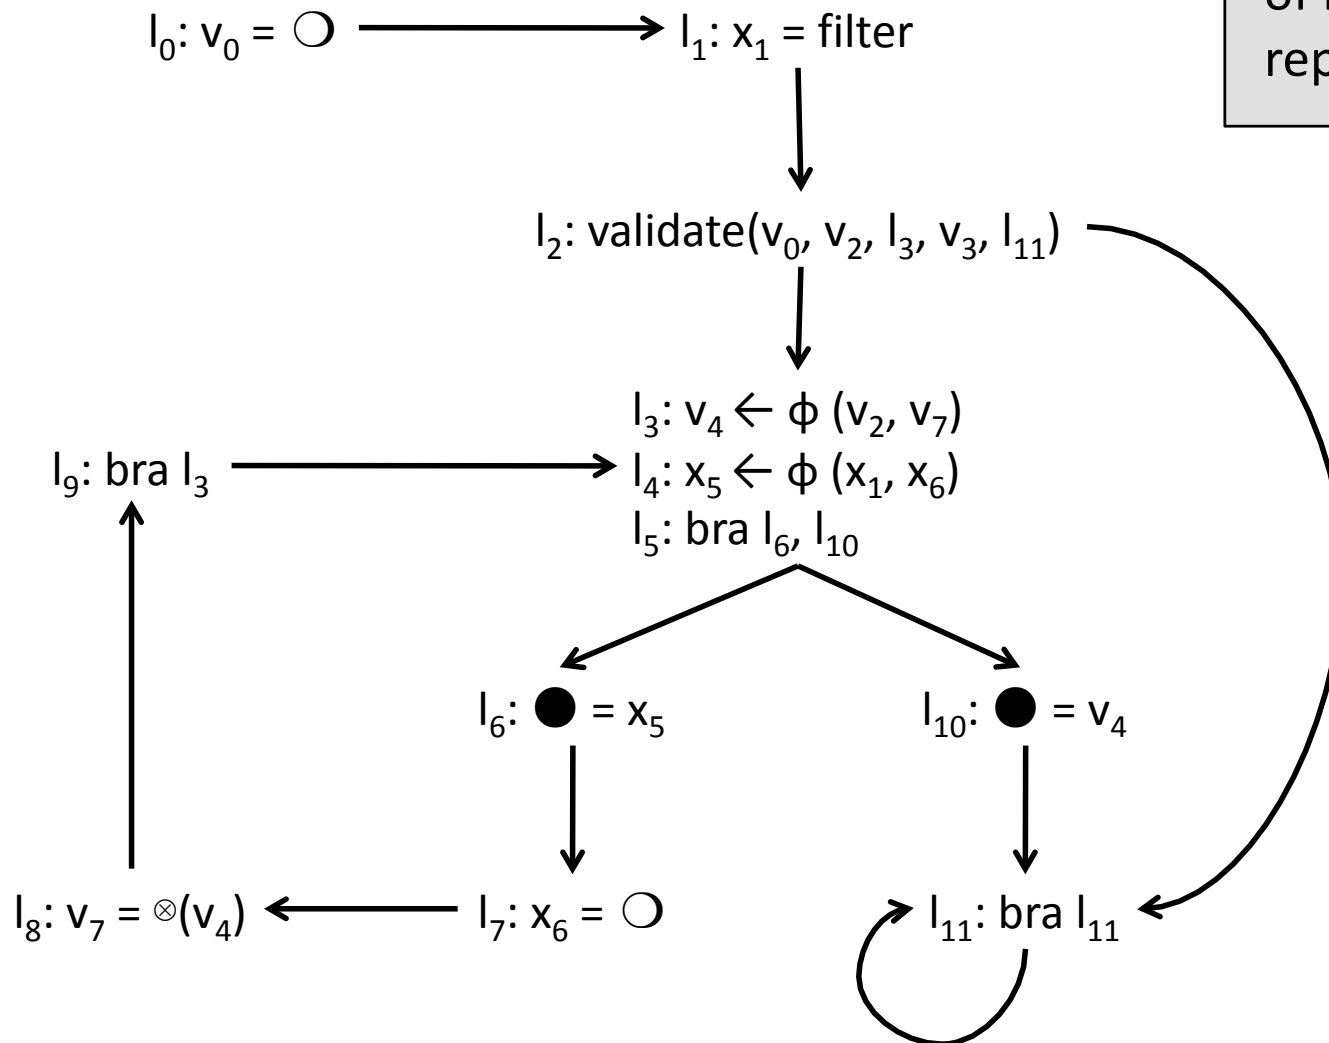 l₀: v₀ = ❍
l₁: x₁ = filter
l₂: validate(v₀, v₂, l₃, v₃, l₁₁)
l₃: v₄ ← ϕ (v₂, v₇)
l₄: x₅ ← ϕ (x₁, x₆)
l₅: bra l₆, l₁₀
l₉: bra l₃
l₆: ● = x₅
l₁₀: ● = v₄
l₈: v₇ = ⊗(v₄)
l₇: x₆ = ❍
l₁₁: bra l₁₁